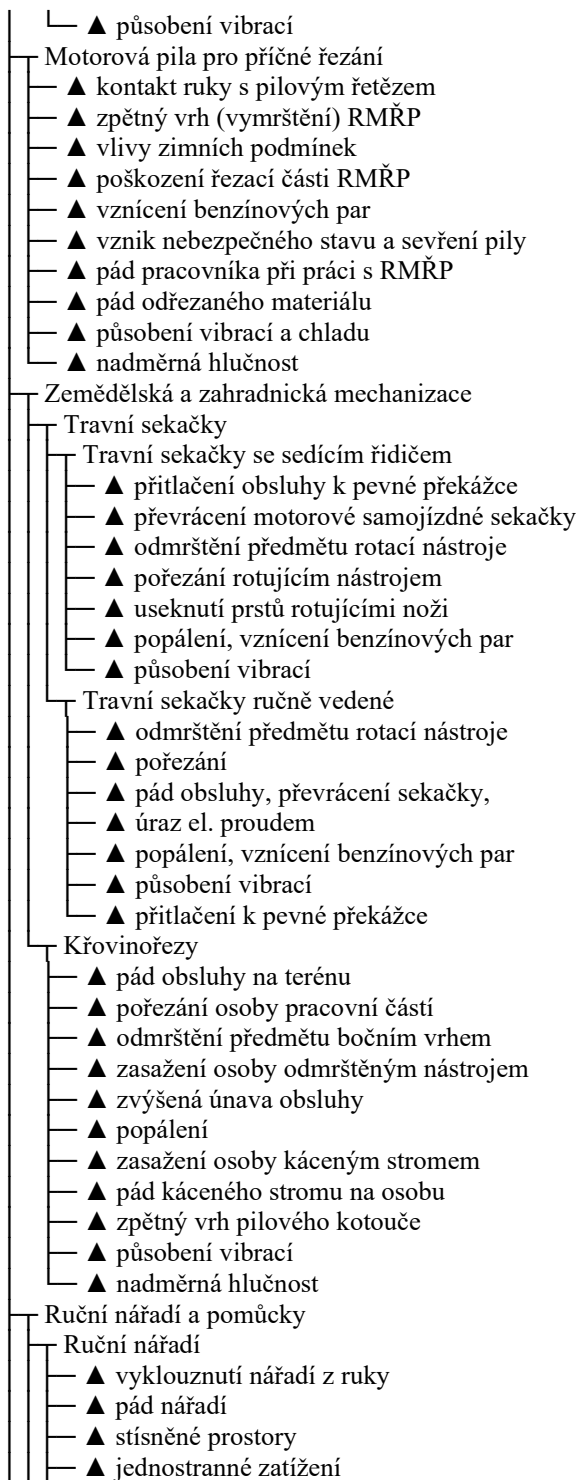 ▲ působení vibrací
Motorová pila pro příčné řezání
▲ kontakt ruky s pilovým řetězem
▲ zpětný vrh (vymrštění) RMŘP
▲ vlivy zimních podmínek
▲ poškození řezací části RMŘP
▲ vznícení benzínových par
▲ vznik nebezpečného stavu a sevření pily
▲ pád pracovníka při práci s RMŘP
▲ pád odřezaného materiálu
▲ působení vibrací a chladu
▲ nadměrná hlučnost
Zemědělská a zahradnická mechanizace
Travní sekačky
Travní sekačky se sedícím řidičem
▲ přitlačení obsluhy k pevné překážce
▲ převrácení motorové samojízdné sekačky
▲ odmrštění předmětu rotací nástroje
▲ pořezání rotujícím nástrojem
▲ useknutí prstů rotujícími noži
▲ popálení, vznícení benzínových par
▲ působení vibrací
Travní sekačky ručně vedené
▲ odmrštění předmětu rotací nástroje
▲ pořezání
▲ pád obsluhy, převrácení sekačky,
▲ úraz el. proudem
▲ popálení, vznícení benzínových par
▲ působení vibrací
▲ přitlačení k pevné překážce
Křovinořezy
▲ pád obsluhy na terénu
▲ pořezání osoby pracovní částí
▲ odmrštění předmětu bočním vrhem
▲ zasažení osoby odmrštěným nástrojem
▲ zvýšená únava obsluhy
▲ popálení
▲ zasažení osoby káceným stromem
▲ pád káceného stromu na osobu
▲ zpětný vrh pilového kotouče
▲ působení vibrací
▲ nadměrná hlučnost
Ruční nářadí a pomůcky
Ruční nářadí
▲ vyklouznutí nářadí z ruky
▲ pád nářadí
▲ stísněné prostory
▲ jednostranné zatížení